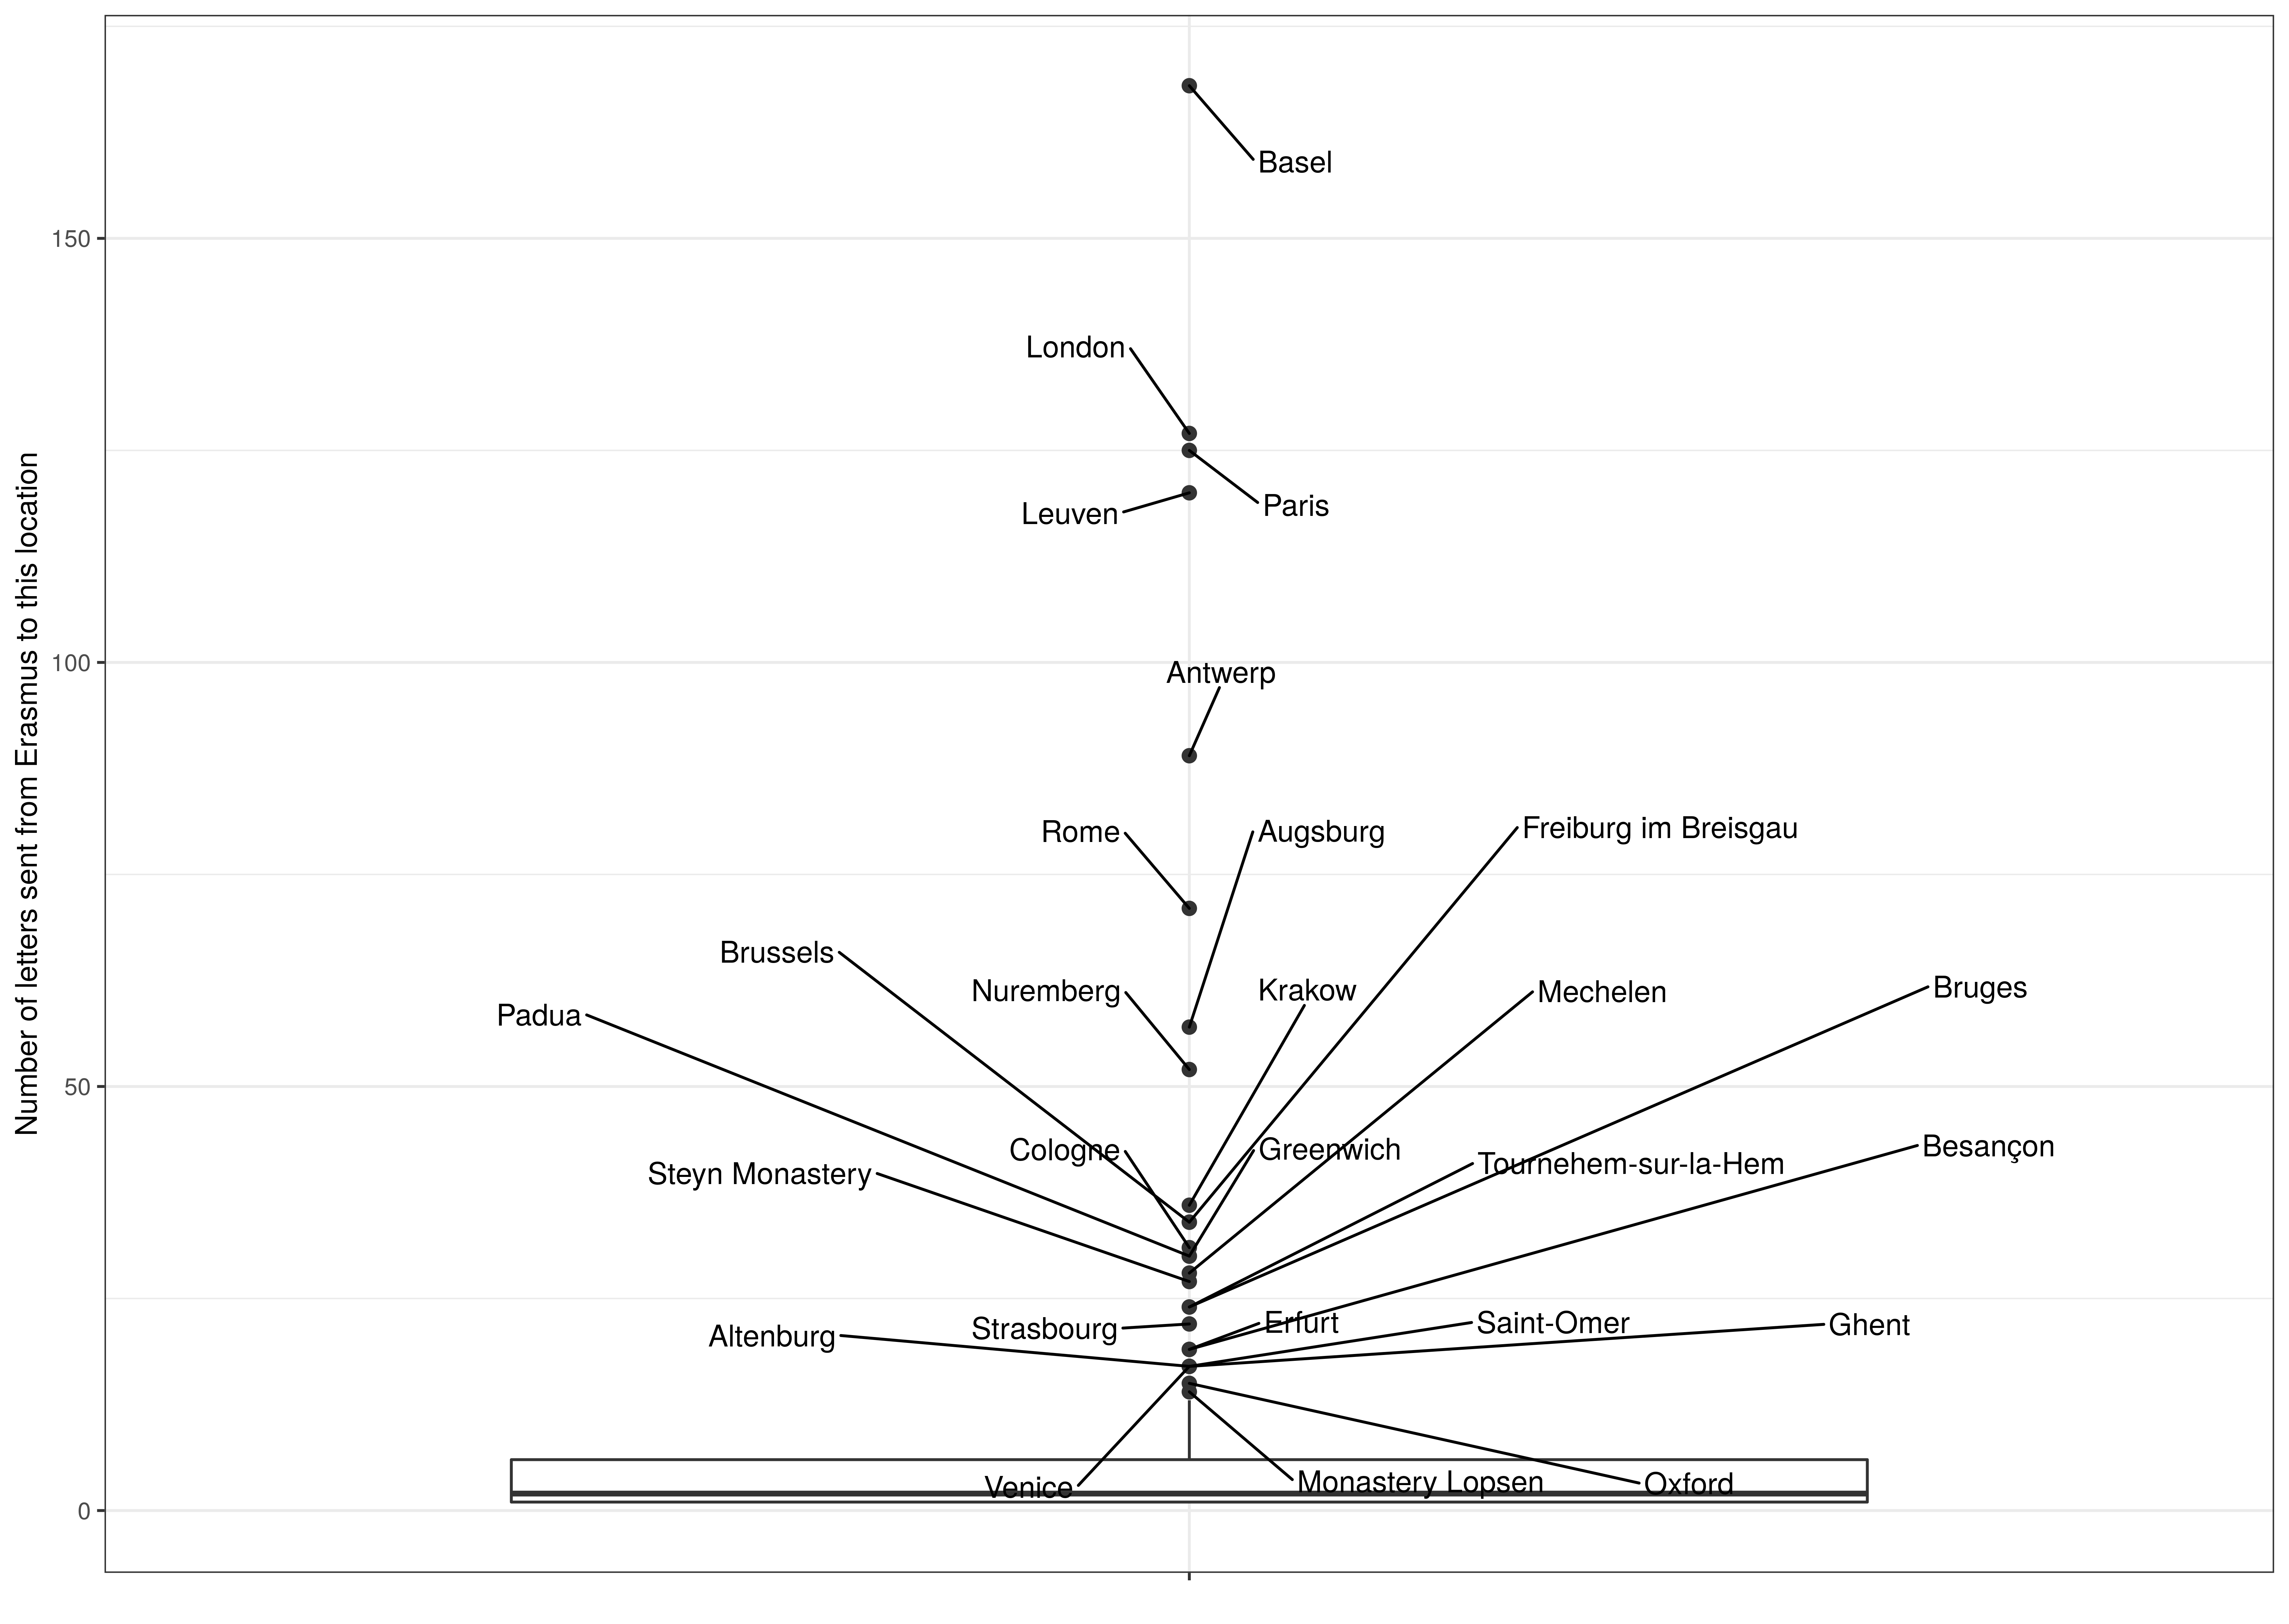 Number of letters sent from Erasmus to this location
150
100
50
0
Basel
London
Paris
Leuven
Antwerp
Rome
Augsburg
Freiburg im Breisgau
Brussels
Nuremberg
Krakow
Mechelen
Bruges
Padua
Cologne
Greenwich
Tournehem-sur-la-Hem
Besançon
Steyn Monastery
Strasbourg
Erfurt
Saint-Omer
Ghent
Altenburg
Venice
Monastery Lopsen
Oxford